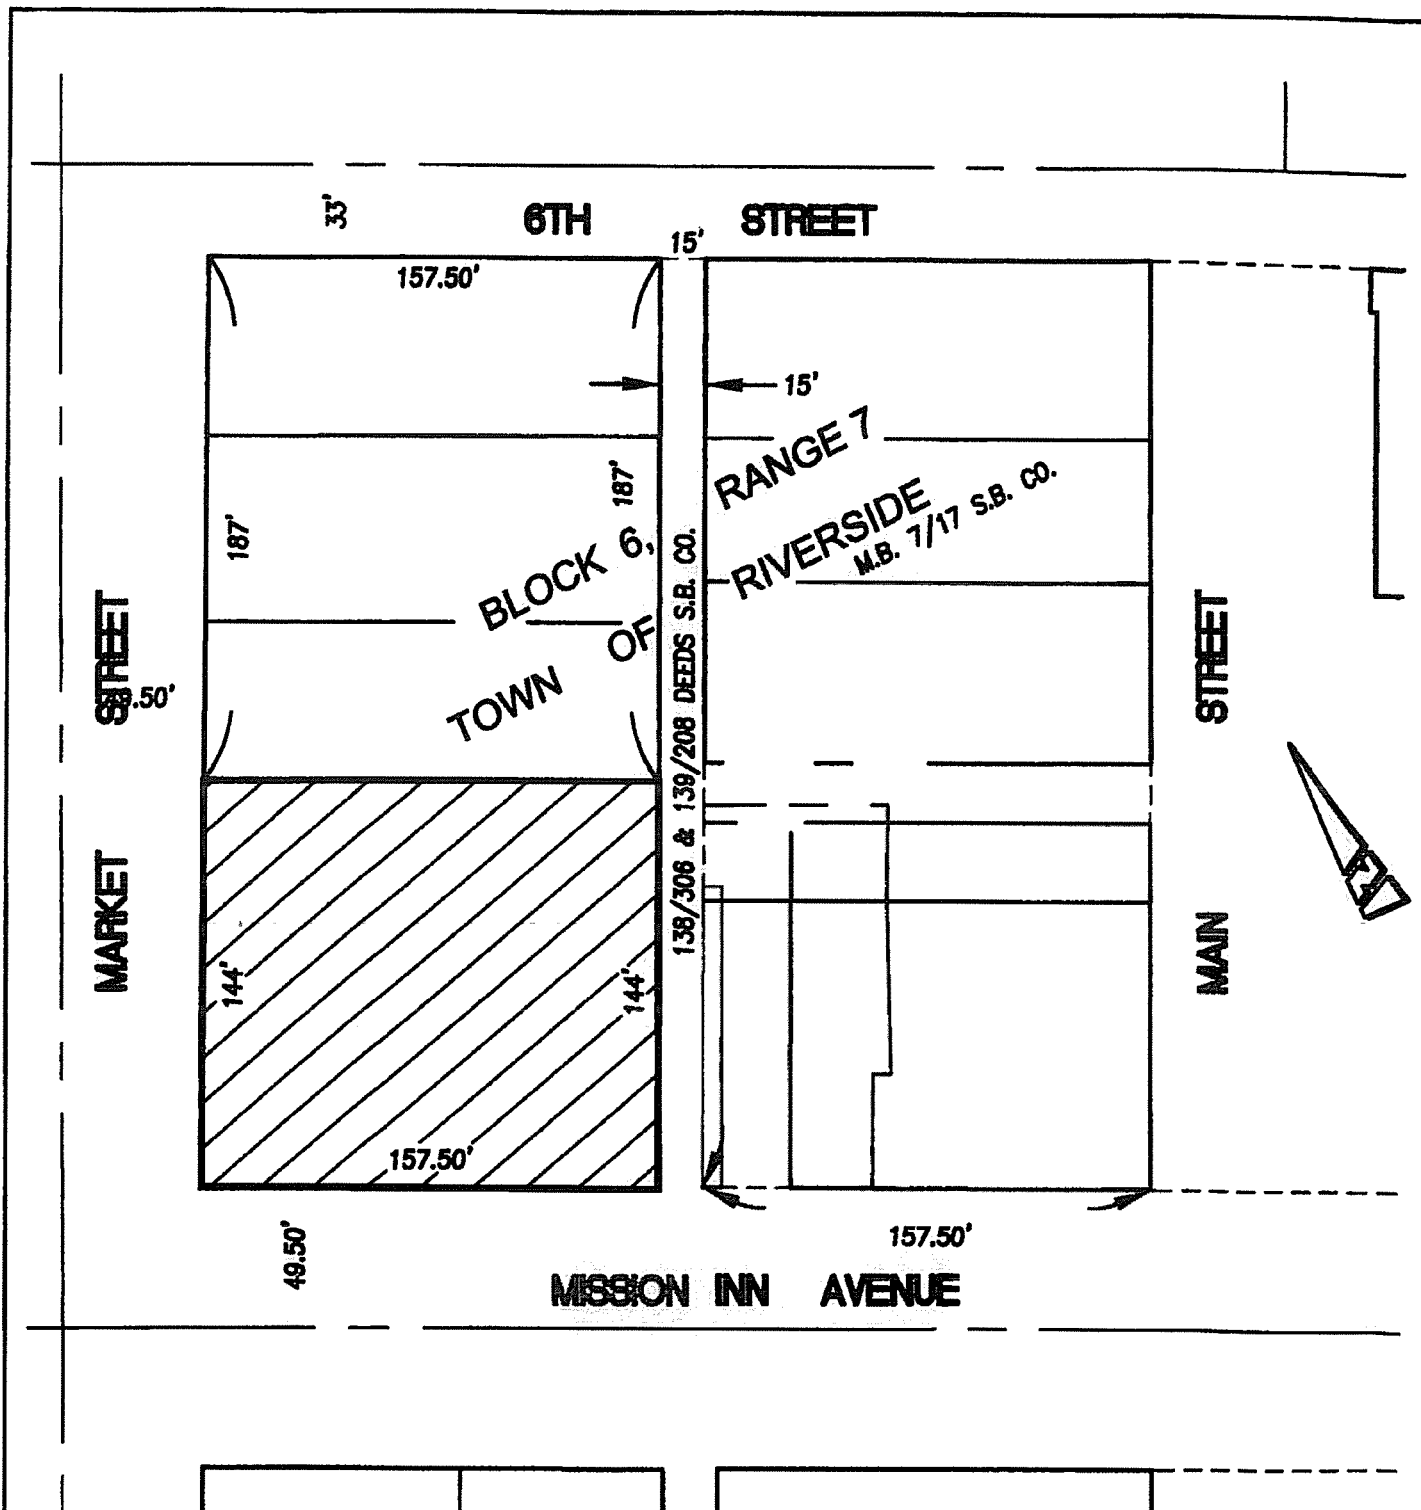 33'
6TH STREET
15'
157.50'
15'
BLOCK 6, RANGE 7
TOWN OF RIVERSIDE
M.B. 7/17 S.B. CO.
187'
187'
138/306 & 139/208 DEEDS S.B. CO.
MARKET STREET
MAIN STREET
144'
144'
157.50'
49.50'
157.50'
MISSION INN AVENUE